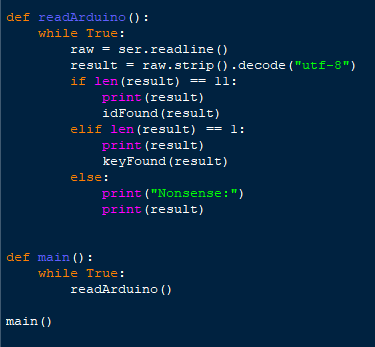 def readArduino():
    while True:
        raw = ser.readline()
        result = raw.strip().decode("utf-8")
        if len(result) == 11:
            print(result)
            idFound(result)
        elif len(result) == 1:
            print(result)
            keyFound(result)
        else:
            print("Nonsense:")
            print(result)
def main():
    while True:
        readArduino()
main()